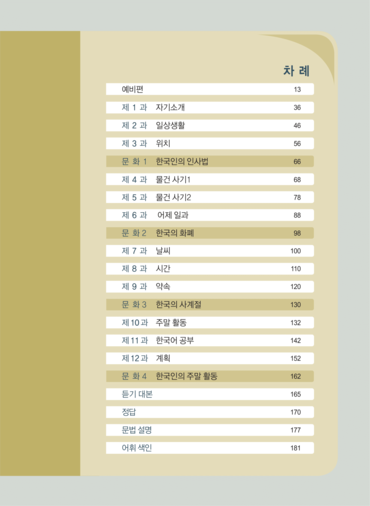 차 례
예비편 13
제 1 과 자기소개 36
제 2 과 일상생활 46
제 3 과 위치 56
문 화 1 한국인의 인사법 66
제 4 과 물건 사기1 68
제 5 과 물건 사기2 78
제 6 과 어제 일과 88
문 화 2 한국의 화폐 98
제 7 과 날씨 100
제 8 과 시간 110
제 9 과 약속 120
문 화 3 한국의 사계절 130
제 10 과 주말 활동 132
제 11 과 한국어 공부 142
제 12 과 계획 152
문 화 4 한국인의 주말 활동 162
듣기 대본 165
정답 170
문법 설명 177
어휘 색인 181